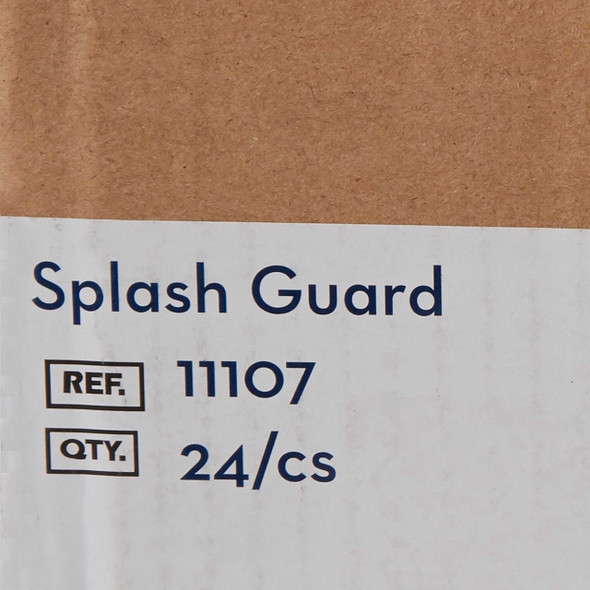 Splash Guard
REF. 11107
QTY. 24/cs